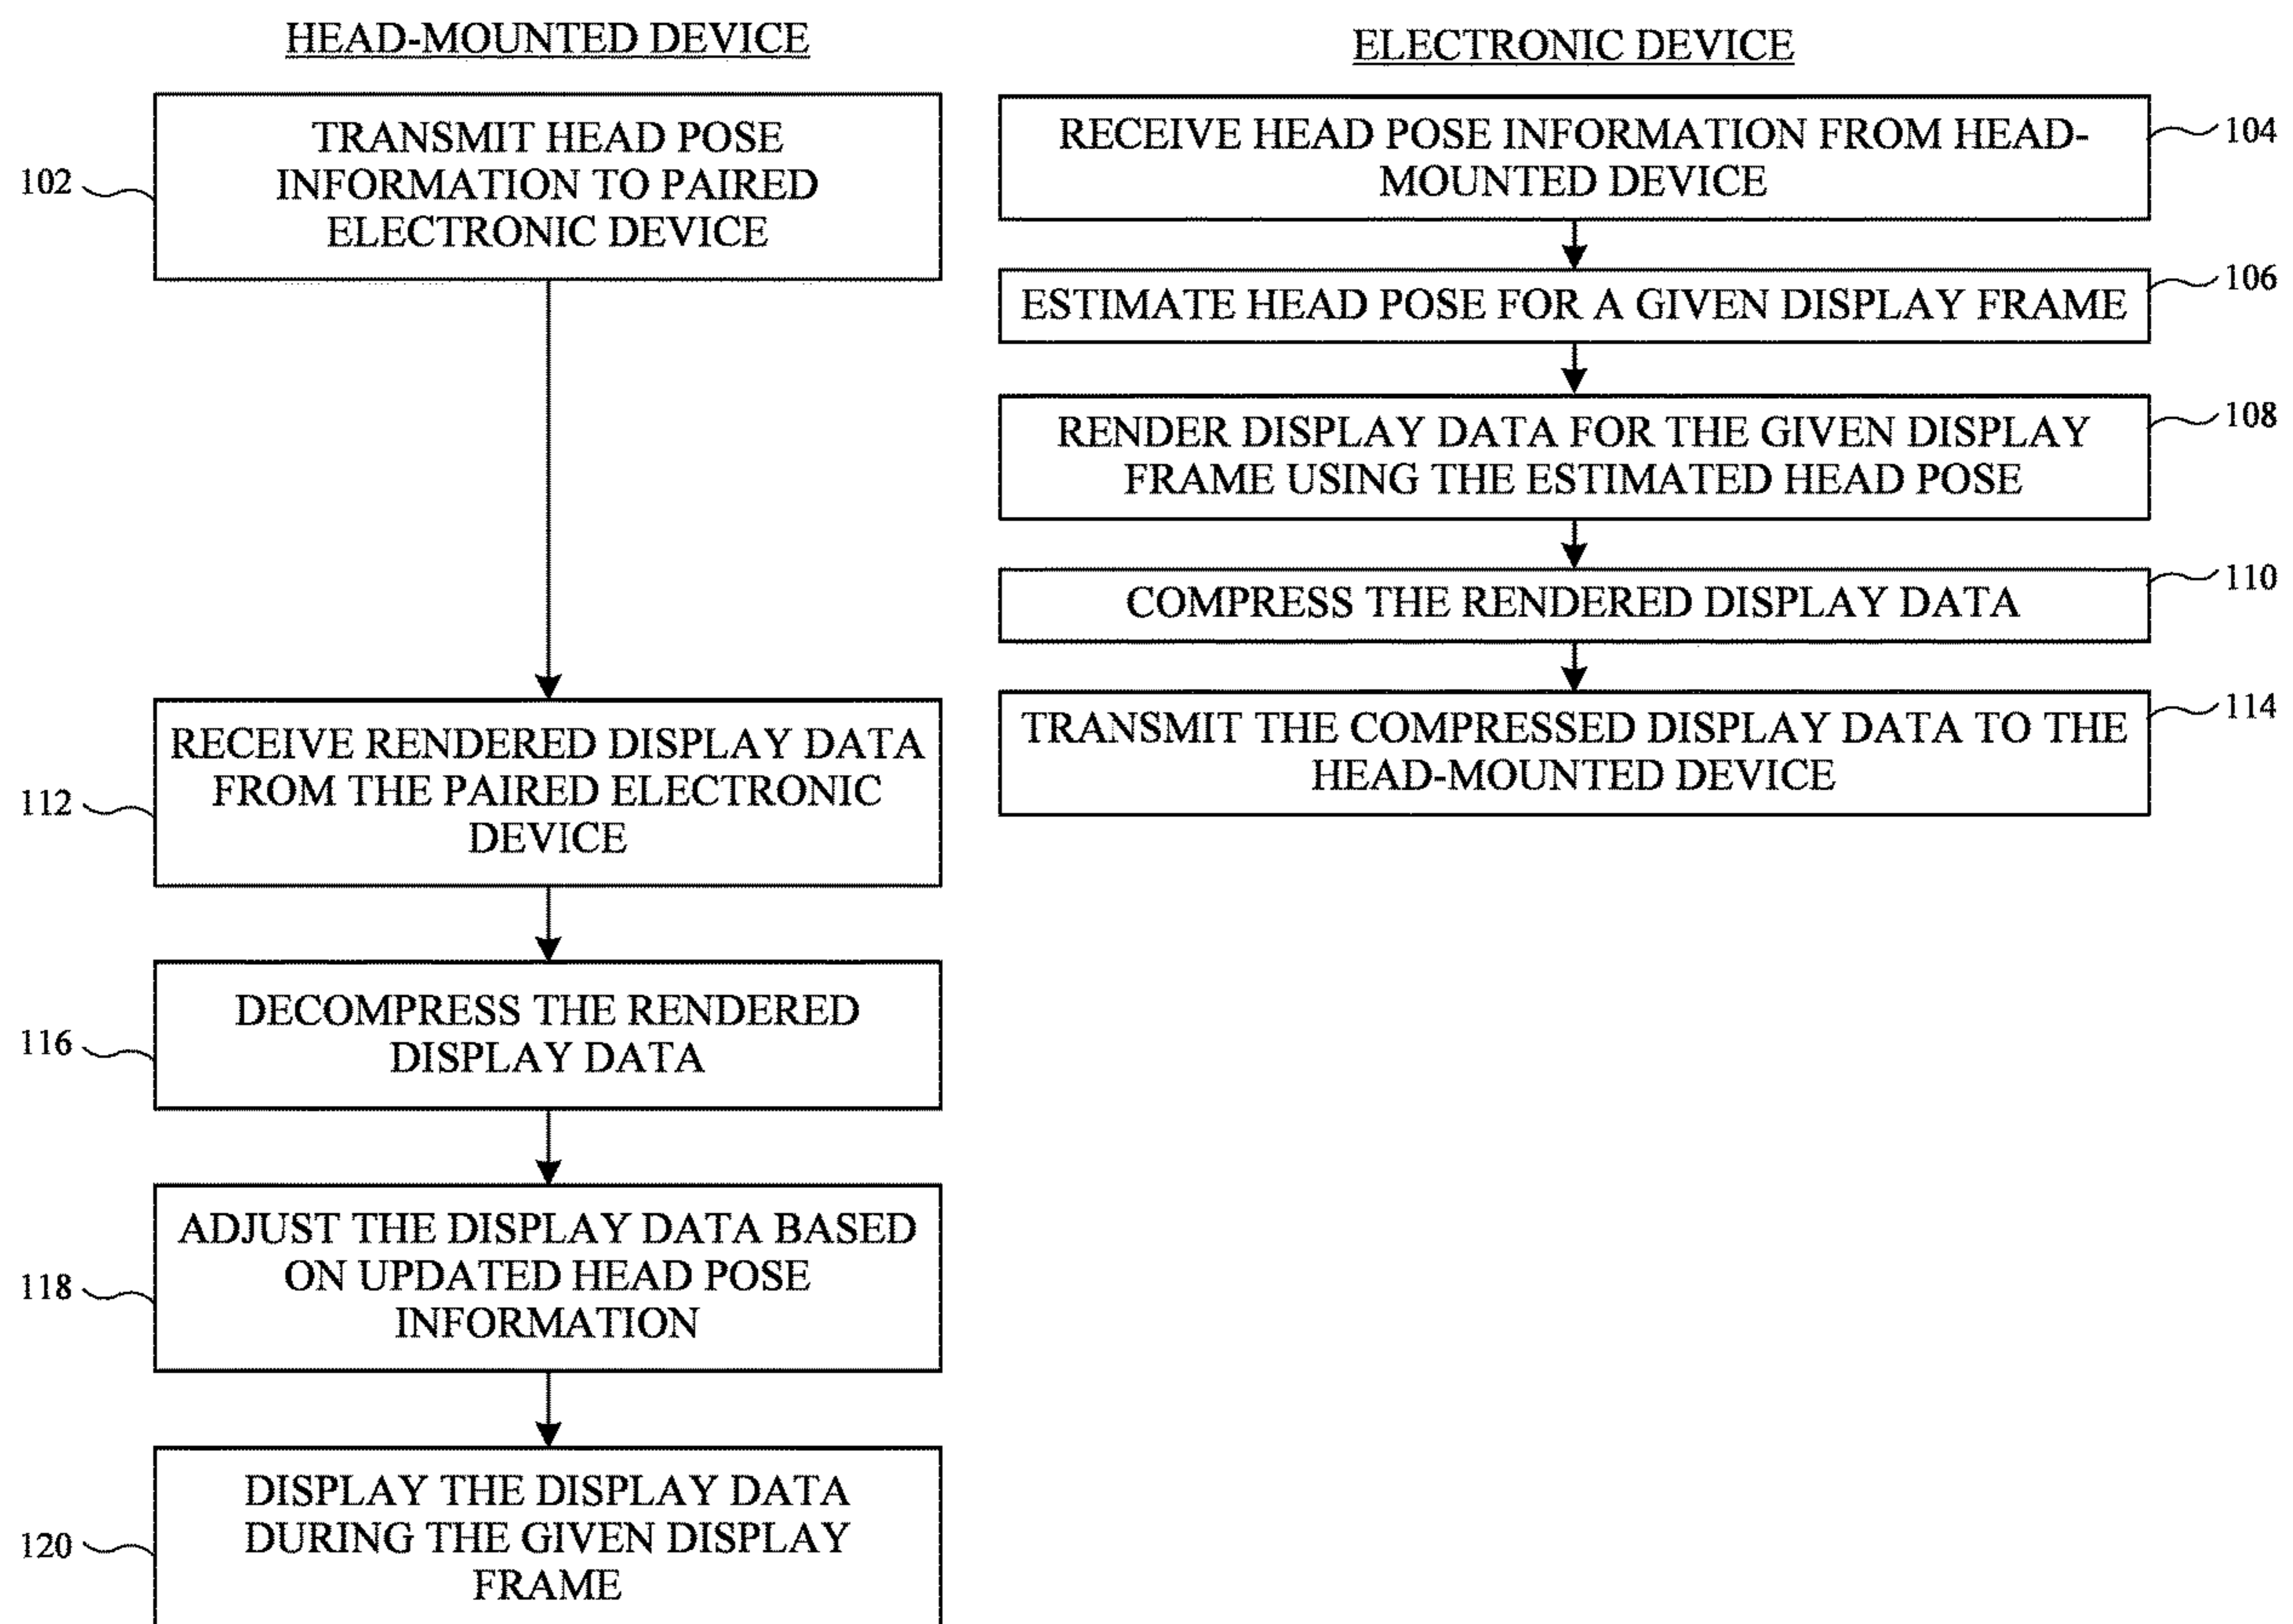 HEAD-MOUNTED DEVICE
102
TRANSMIT HEAD POSE
INFORMATION TO PAIRED
ELECTRONIC DEVICE
112
RECEIVE RENDERED DISPLAY DATA
FROM THE PAIRED ELECTRONIC
DEVICE
116
DECOMPRESS THE RENDERED
DISPLAY DATA
118
ADJUST THE DISPLAY DATA BASED
ON UPDATED HEAD POSE
INFORMATION
120
DISPLAY THE DISPLAY DATA
DURING THE GIVEN DISPLAY
FRAME
ELECTRONIC DEVICE
RECEIVE HEAD POSE INFORMATION FROM HEAD-
MOUNTED DEVICE
104
ESTIMATE HEAD POSE FOR A GIVEN DISPLAY FRAME
106
RENDER DISPLAY DATA FOR THE GIVEN DISPLAY
FRAME USING THE ESTIMATED HEAD POSE
108
COMPRESS THE RENDERED DISPLAY DATA
110
TRANSMIT THE COMPRESSED DISPLAY DATA TO THE
HEAD-MOUNTED DEVICE
114